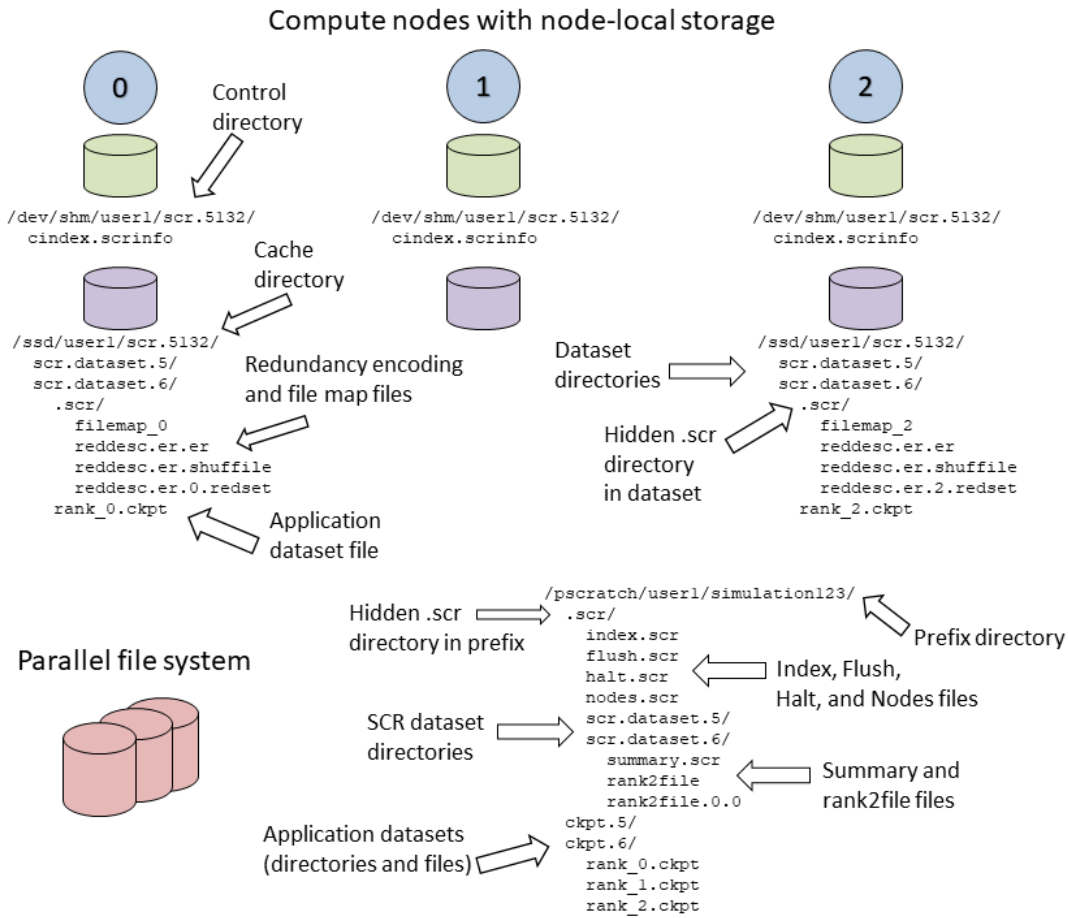 Compute nodes with node-local storage
0
1
2
Control
directory
/dev/shm/user1/scr.5132/
cindex.scrinfo
/dev/shm/user1/scr.5132/
cindex.scrinfo
/dev/shm/user1/scr.5132/
cindex.scrinfo
Cache
directory
/ssd/user1/scr.5132/
scr.dataset.5/
scr.dataset.6/
.scr/
filemap_0
reddesc.er.er
reddesc.er.shuffile
reddesc.er.0.redset
rank_0.ckpt
Redundancy encoding
and file map files
Application
dataset file
Dataset
directories
Hidden .scr
directory
in dataset
/ssd/user1/scr.5132/
scr.dataset.5/
scr.dataset.6/
.scr/
filemap_2
reddesc.er.er
reddesc.er.shuffile
reddesc.er.2.redset
rank_2.ckpt
Parallel file system
Hidden .scr
directory in prefix
SCR dataset
directories
Application datasets
(directories and files)
/pscratch/user1/simulation123/
.scr/
index.scr
flush.scr
halt.scr
nodes.scr
scr.dataset.5/
scr.dataset.6/
summary.scr
rank2file
rank2file.0.0
ckpt.5/
ckpt.6/
rank_0.ckpt
rank_1.ckpt
rank_2.ckpt
Prefix directory
Index, Flush,
Halt, and Nodes files
Summary and
rank2file files